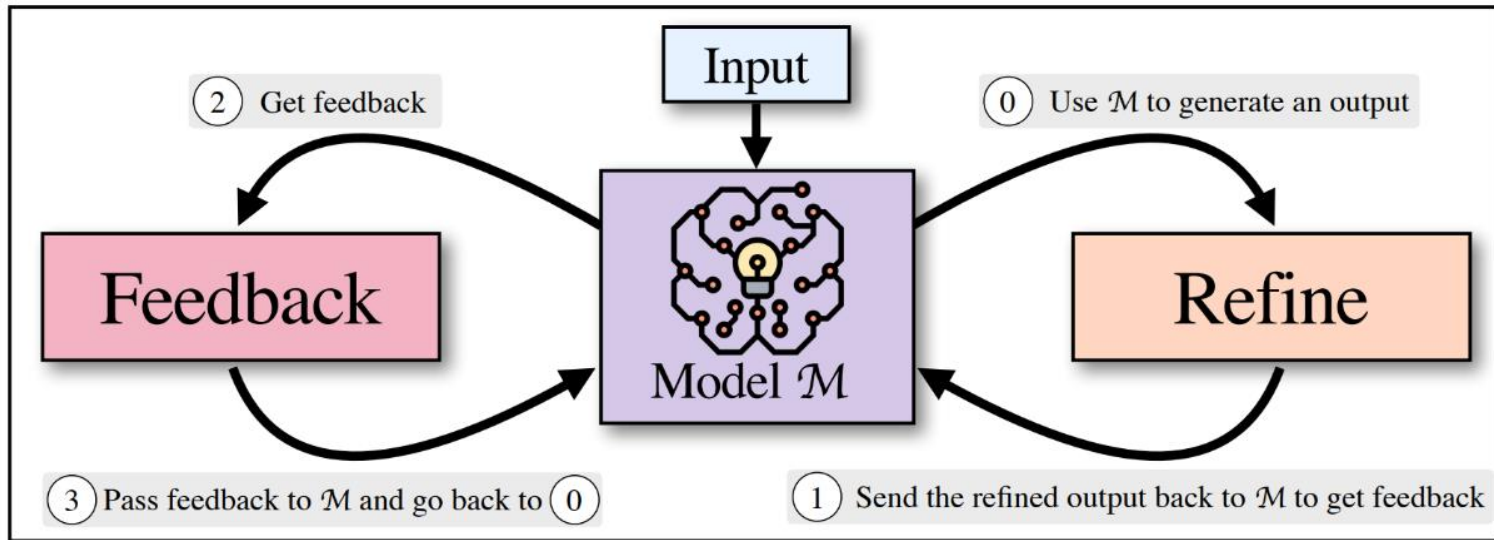 Input
2 Get feedback
0 Use ℳ to generate an output
Feedback
Model ℳ
Refine
3 Pass feedback to ℳ and go back to 0
1 Send the refined output back to ℳ to get feedback